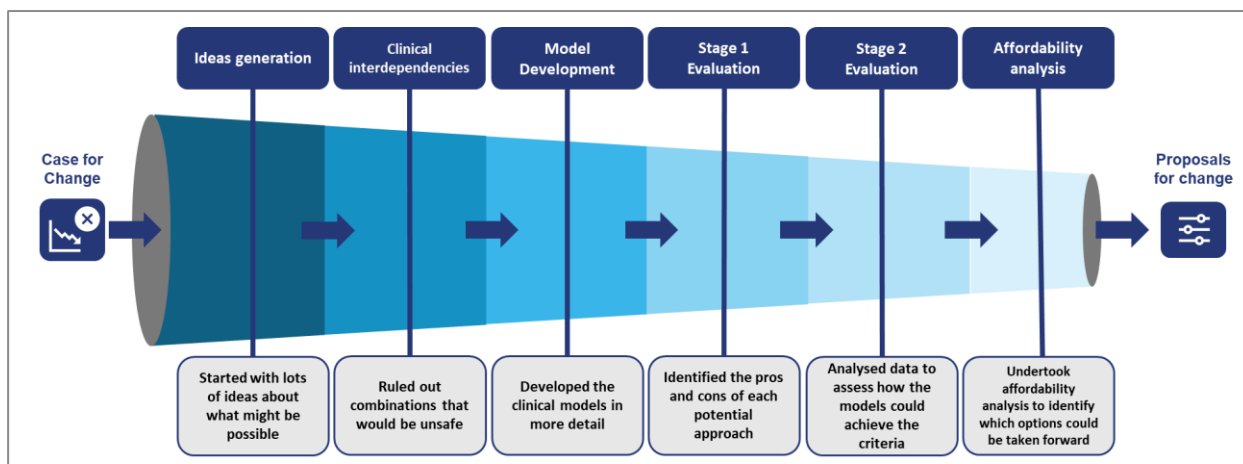 Ideas generation
Clinical
interdependencies
Model
Development
Stage 1
Evaluation
Stage 2
Evaluation
Affordability
analysis
Case for
Change
Proposals
for change
Started with lots
of ideas about
what might be
possible
Ruled out
combinations that
would be unsafe
Developed the
clinical models in
more detail
Identified the pros
and cons of each
potential
approach
Analysed data to
assess how the
models could
achieve the
criteria
Undertook
affordability
analysis to identify
which options could
be taken forward